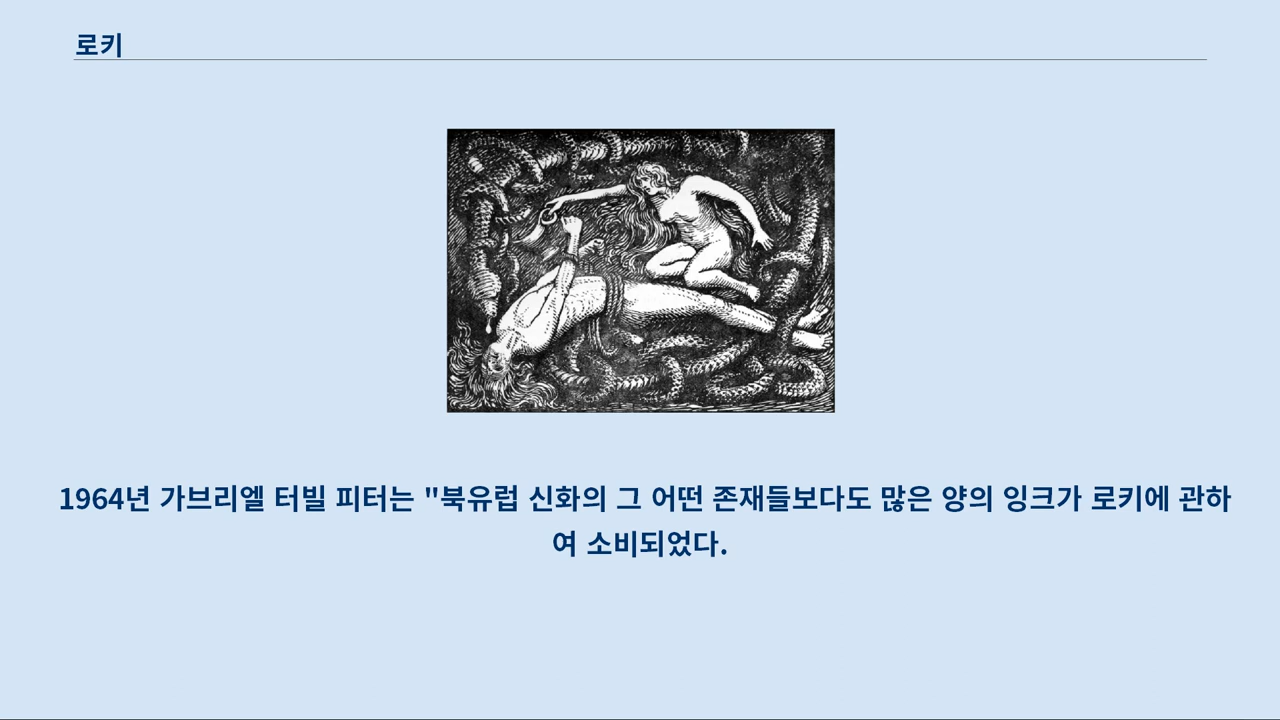 로키
1964년 가브리엘 터빌 피터는 "북유럽 신화의 그 어떤 존재들보다도 많은 양의 잉크가 로키에 관하
여 소비되었다.